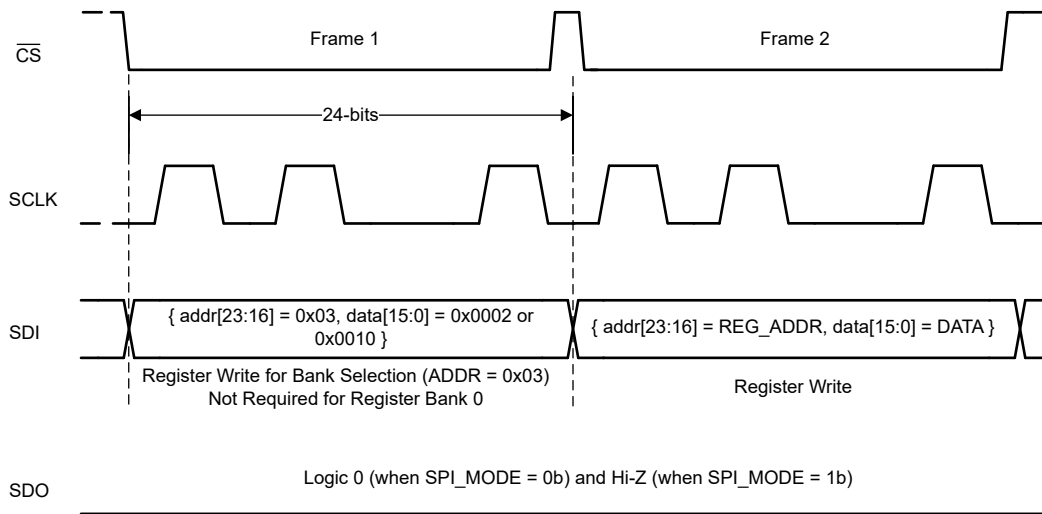 Frame 1
Frame 2
CS
24-bits
SCLK
SDI
{ addr[23:16] = 0x03, data[15:0] = 0x0002 or
0x0010 }
{ addr[23:16] = REG_ADDR, data[15:0] = DATA }
Register Write for Bank Selection (ADDR = 0x03)
Not Required for Register Bank 0
Register Write
Logic 0 (when SPI_MODE = 0b) and Hi-Z (when SPI_MODE = 1b)
SDO